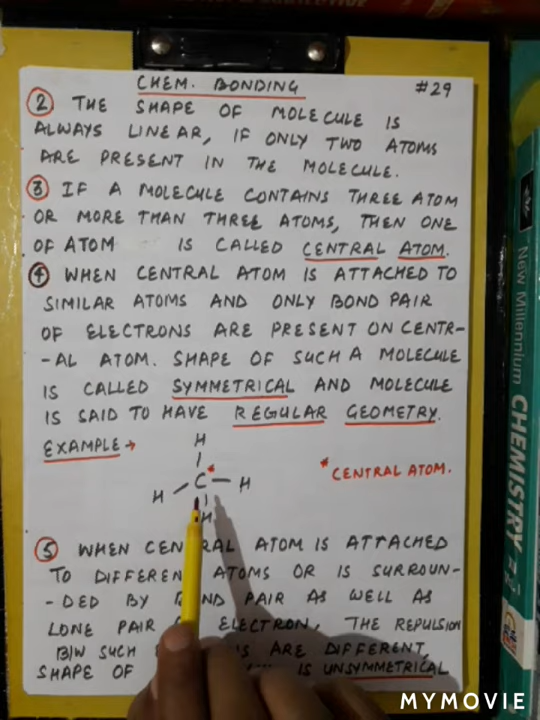 CHEM. BONDING #29
② THE SHAPE OF MOLECULE IS
ALWAYS LINEAR, IF ONLY TWO ATOMS
ARE PRESENT IN THE MOLECULE.
③ IF A MOLECULE CONTAINS THREE ATOM
OR MORE THAN THREE ATOMS, THEN ONE
OF ATOM IS CALLED CENTRAL ATOM.
④ WHEN CENTRAL ATOM IS ATTACHED TO
SIMILAR ATOMS AND ONLY BOND PAIR
OF ELECTRONS ARE PRESENT ON CENTR-
-AL ATOM. SHAPE OF SUCH A MOLECULE
IS CALLED SYMMETRICAL AND MOLECULE
IS SAID TO HAVE REGULAR GEOMETRY.
EXAMPLE →
H
H C* H
H
*CENTRAL ATOM.
⑤ WHEN CENTRAL ATOM IS ATTACHED
TO DIFFEREN ATOMS OR IS SURROUN-
-DED BY BOND PAIR AS WELL AS
LONE PAIR ELECTRON, THE REPULSION
B/W SUCH ARE DIFFERENT,
SHAPE OF IS UNSYMMETRICAL
New Millennium CHEMISTRY
MYMOVIE